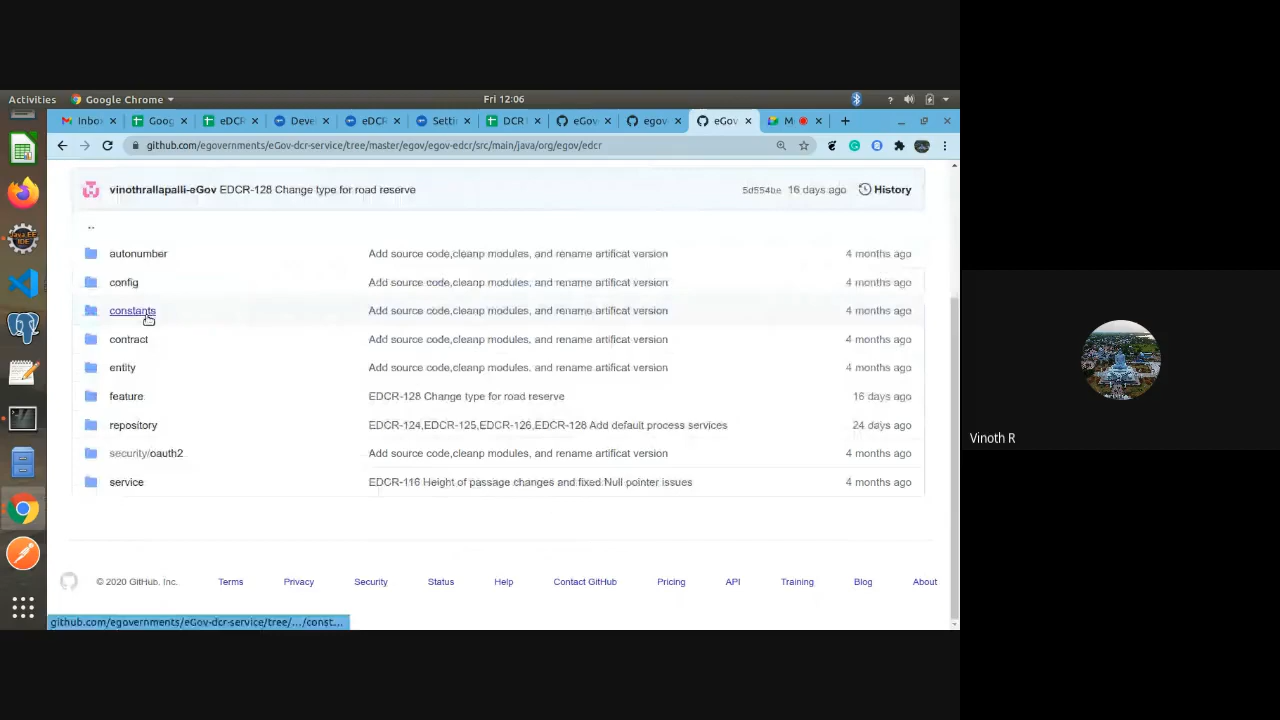 Activities Google Chrome Fri 12:06 ?
Inbo Goog eDCR Deve eDCR Setti DCR eGov egov eGov M
github.com/egovernments/eGov-dcr-service/tree/master/egov/egov-edcr/src/main/java/org/egov/edcr
vinothrallapalli-eGov EDCR-128 Change type for road reserve 5d554be 16 days ago History
..
autonumber Add source code,cleanp modules, and rename artificat version 4 months ago
config Add source code,cleanp modules, and rename artificat version 4 months ago
constants Add source code,cleanp modules, and rename artificat version 4 months ago
contract Add source code,cleanp modules, and rename artificat version 4 months ago
entity Add source code,cleanp modules, and rename artificat version 4 months ago
feature EDCR-128 Change type for road reserve 16 days ago
repository EDCR-124,EDCR-125,EDCR-126,EDCR-128 Add default process services 24 days ago
security/oauth2 Add source code,cleanp modules, and rename artificat version 4 months ago
service EDCR-116 Height of passage changes and fixed Null pointer issues 4 months ago
© 2020 GitHub, Inc. Terms Privacy Security Status Help Contact GitHub Pricing API Training Blog About
github.com/egovernments/eGov-dcr-service/tree/.../const...
Vinoth R